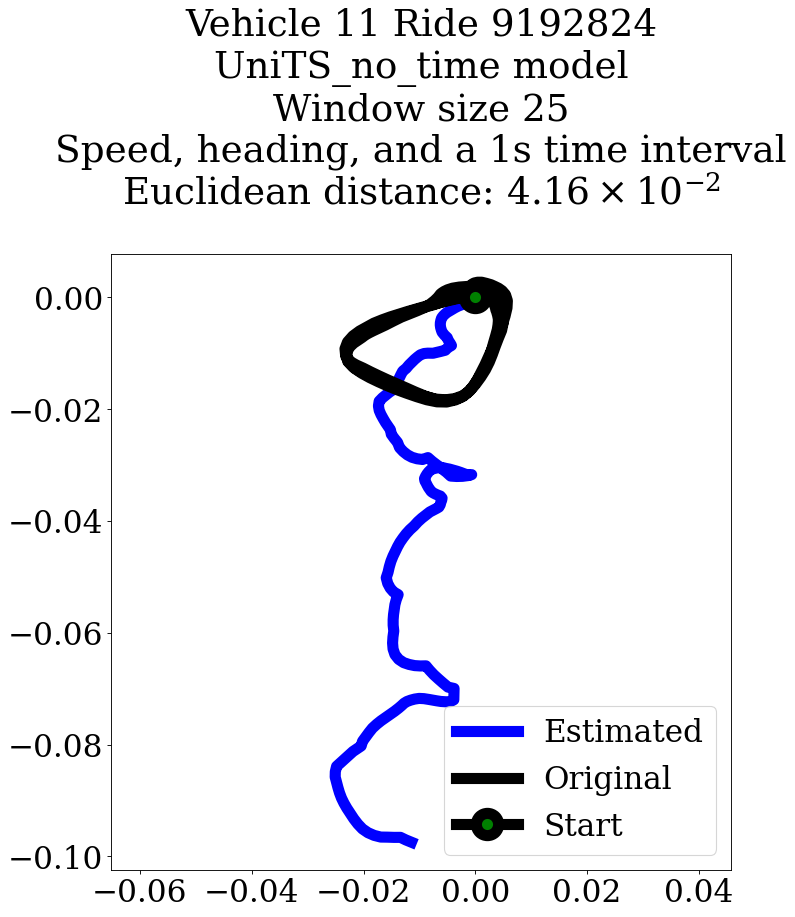 Vehicle 11 Ride 9192824
UniTS_no_time model
Window size 25
Speed, heading, and a 1s time interval
Euclidean distance: 4.16 × 10⁻²
0.00
−0.02
−0.04
−0.06
−0.08
−0.10
Estimated
Original
Start
−0.06 −0.04 −0.02 0.00 0.02 0.04